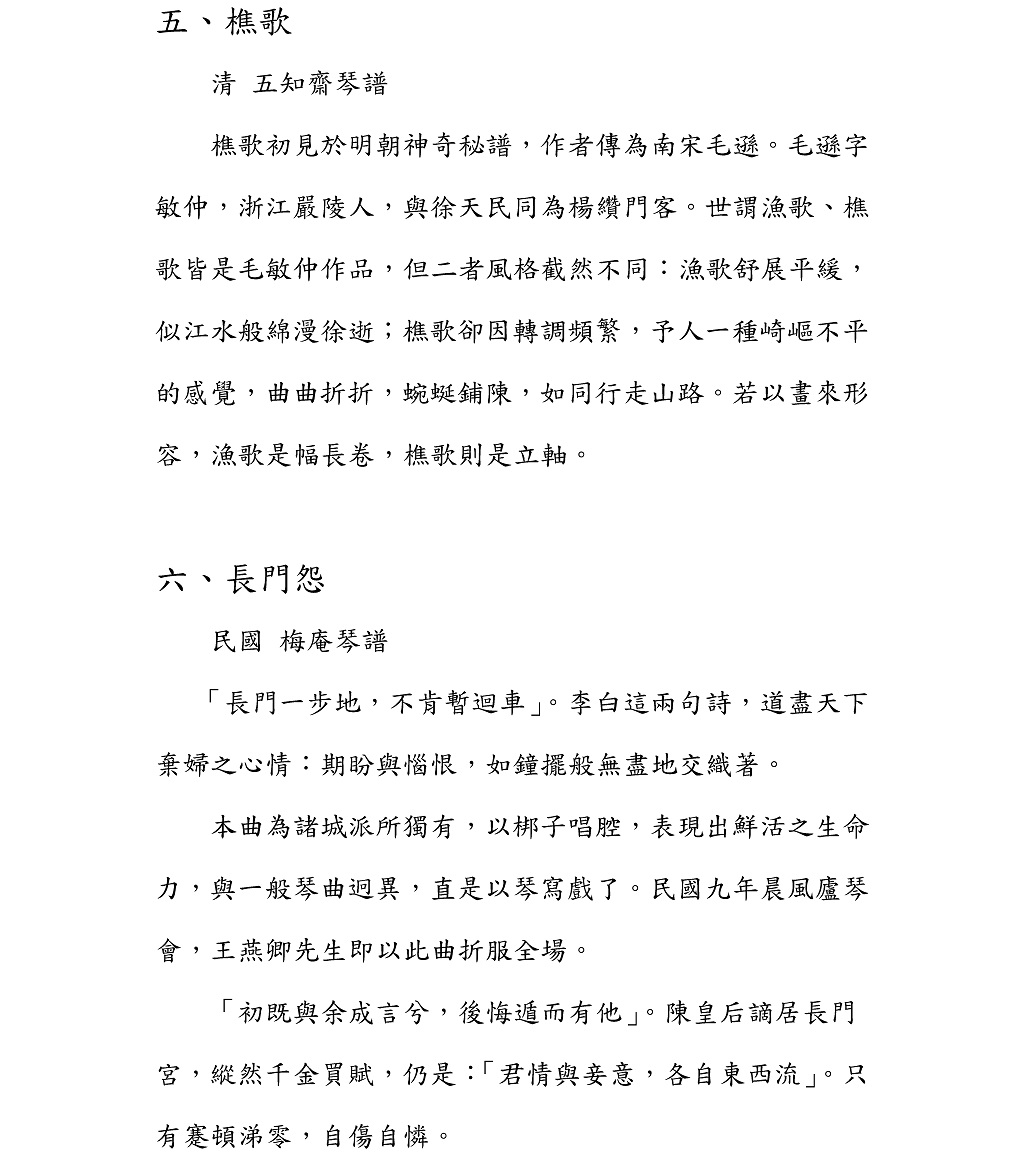 五、樵歌
清 五知齋琴譜
樵歌初見於明朝神奇秘譜，作者傳為南宋毛遜。毛遜字
敏仲，浙江嚴陵人，與徐天民同為楊纘門客。世謂漁歌、樵
歌皆是毛敏仲作品，但二者風格截然不同：漁歌舒展平緩，
似江水般綿漫徐逝；樵歌卻因轉調頻繁，予人一種崎嶇不平
的感覺，曲曲折折，蜿蜒鋪陳，如同行走山路。若以畫來形
容，漁歌是幅長卷，樵歌則是立軸。
六、長門怨
民國 梅庵琴譜
「長門一步地，不肯暫迴車」。李白這兩句詩，道盡天下
棄婦之心情：期盼與惱恨，如鐘擺般無盡地交織著。
本曲為諸城派所獨有，以梆子唱腔，表現出鮮活之生命
力，與一般琴曲迥異，直是以琴寫戲了。民國九年晨風廬琴
會，王燕卿先生即以此曲折服全場。
「初既與余成言兮，後悔遁而有他」。陳皇后謫居長門
宮，縱然千金買賦，仍是：「君情與妾意，各自東西流」。只
有蹇頓涕零，自傷自憐。